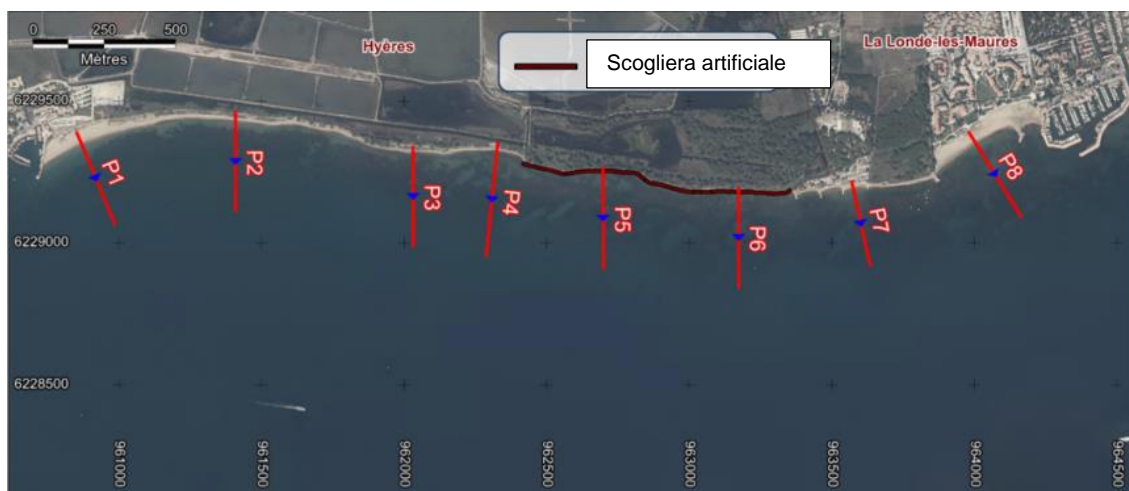 0 250 500
Mètres
Hyères
La Londe-les-Maures
Scogliera artificiale
6229500
6229000
6228500
P1
P2
P3
P4
P5
P6
P7
P8
961000
961500
962000
962500
963000
963500
964000
964500